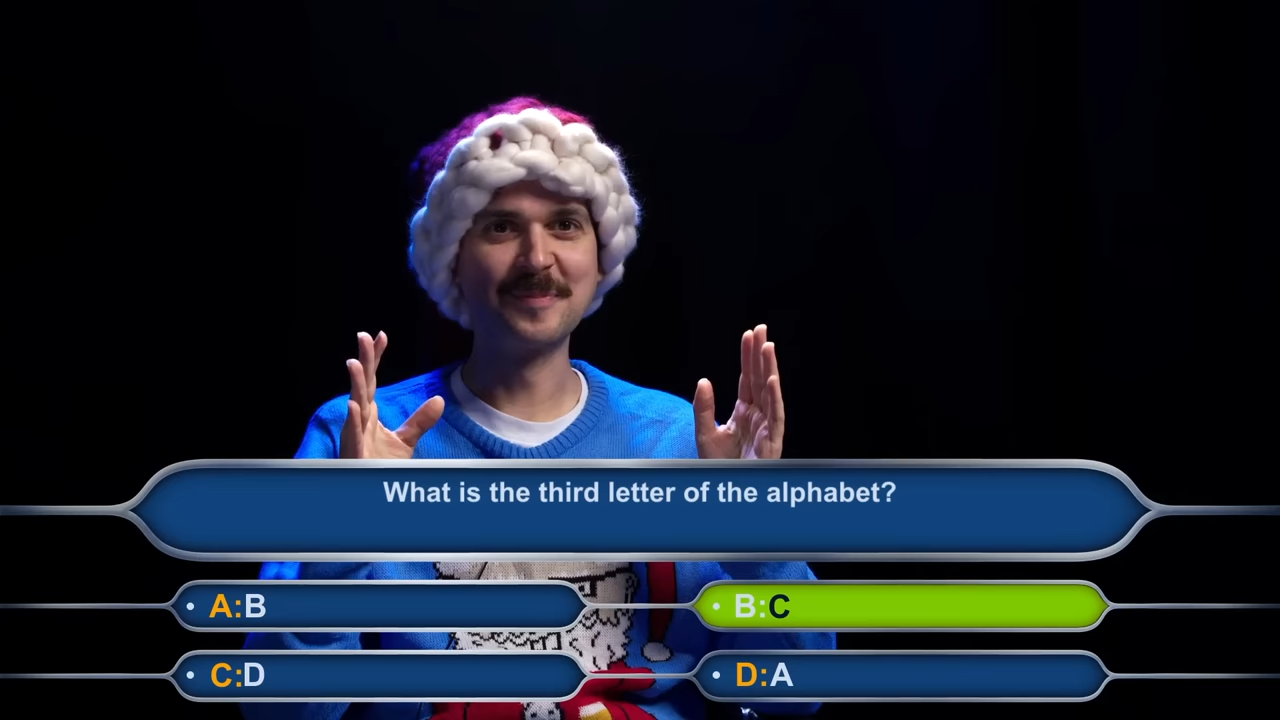 What is the third letter of the alphabet?
• A:B
• B:C
• C:D
• D:A